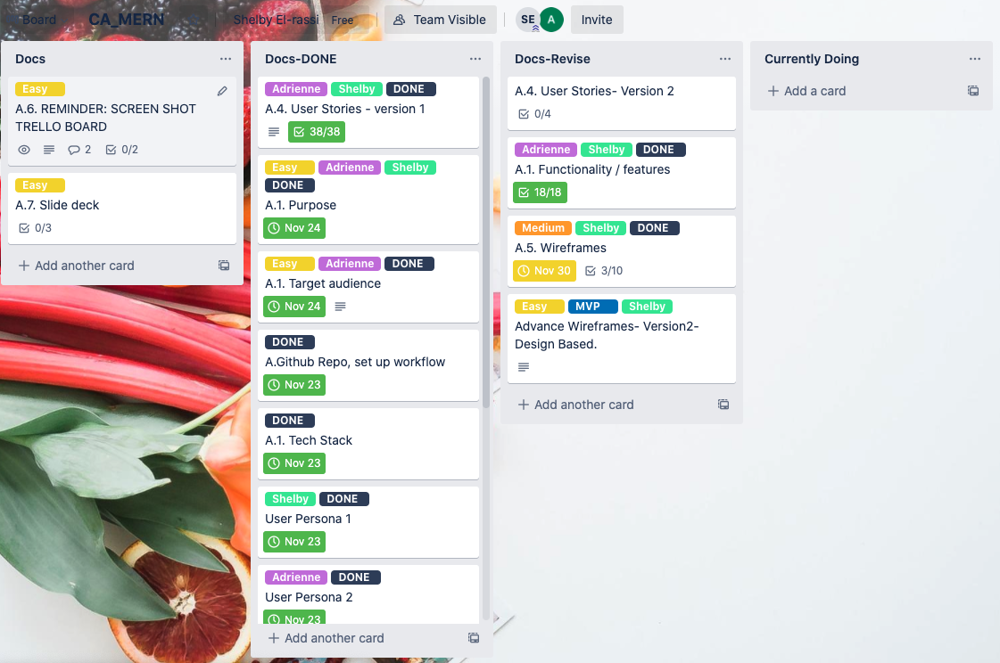 Board CA_MERN Shelby El-rassi Free Team Visible SE A Invite
Docs
Easy
A.6. REMINDER: SCREEN SHOT
TRELLO BOARD
2 0/2
Easy
A.7. Slide deck
0/3
Add another card
Docs-DONE
Adrienne Shelby DONE
A.4. User Stories - version 1
38/38
Easy Adrienne Shelby
DONE
A.1. Purpose
Nov 24
Easy Adrienne DONE
A.1. Target audience
Nov 24
DONE
A.Github Repo, set up workflow
Nov 23
DONE
A.1. Tech Stack
Nov 23
Shelby DONE
User Persona 1
Nov 23
Adrienne DONE
User Persona 2
Nov 23
Add another card
Docs-Revise
A.4. User Stories- Version 2
0/4
Adrienne Shelby DONE
A.1. Functionality / features
18/18
Medium Shelby DONE
A.5. Wireframes
Nov 30 3/10
Easy MVP Shelby
Advance Wireframes- Version2-
Design Based.
Add another card
Currently Doing
Add a card